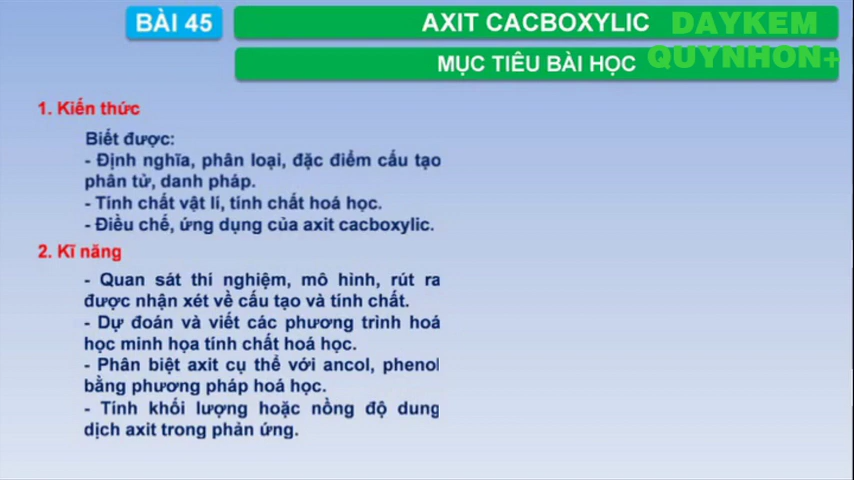 BÀI 45
AXIT CACBOXYLIC
DAYKEM
QUYNHON+
MỤC TIÊU BÀI HỌC
1. Kiến thức
Biết được:
- Định nghĩa, phân loại, đặc điểm cấu tạo
phân tử, danh pháp.
- Tính chất vật lí, tính chất hoá học.
- Điều chế, ứng dụng của axit cacboxylic.
2. Kĩ năng
- Quan sát thí nghiệm, mô hình, rút ra
được nhận xét về cấu tạo và tính chất.
- Dự đoán và viết các phương trình hoá
học minh họa tính chất hoá học.
- Phân biệt axit cụ thể với ancol, phenol
bằng phương pháp hoá học.
- Tính khối lượng hoặc nồng độ dung
dịch axit trong phản ứng.